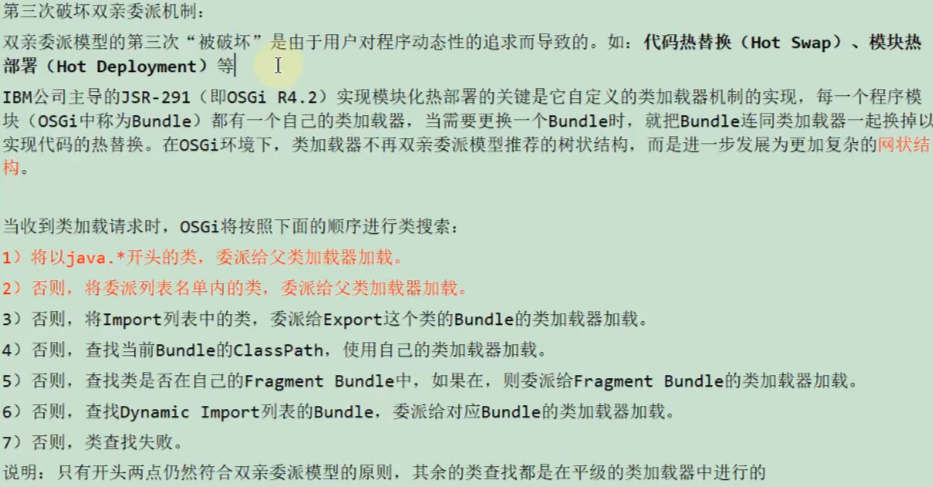 第三次破坏双亲委派机制：
双亲委派模型的第三次“被破坏”是由于用户对程序动态性的追求而导致的。如：代码热替换（Hot Swap）、模块热
部署（Hot Deployment）等
IBM公司主导的JSR-291（即OSGi R4.2）实现模块化热部署的关键是它自定义的类加载器机制的实现，每一个程序模
块（OSGi中称为Bundle）都有一个自己的类加载器，当需要更换一个Bundle时，就把Bundle连同类加载器一起换掉以
实现代码的热替换。在OSGi环境下，类加载器不再双亲委派模型推荐的树状结构，而是进一步发展为更加复杂的网状结
构。
当收到类加载请求时，OSGi将按照下面的顺序进行类搜索：
1）将以java.*开头的类，委派给父类加载器加载。
2）否则，将委派列表名单内的类，委派给父类加载器加载。
3）否则，将Import列表中的类，委派给Export这个类的Bundle的类加载器加载。
4）否则，查找当前Bundle的ClassPath，使用自己的类加载器加载。
5）否则，查找类是否在自己的Fragment Bundle中，如果在，则委派给Fragment Bundle的类加载器加载。
6）否则，查找Dynamic Import列表的Bundle，委派给对应Bundle的类加载器加载。
7）否则，类查找失败。
说明：只有开头两点仍然符合双亲委派模型的原则，其余的类查找都是在平级的类加载器中进行的